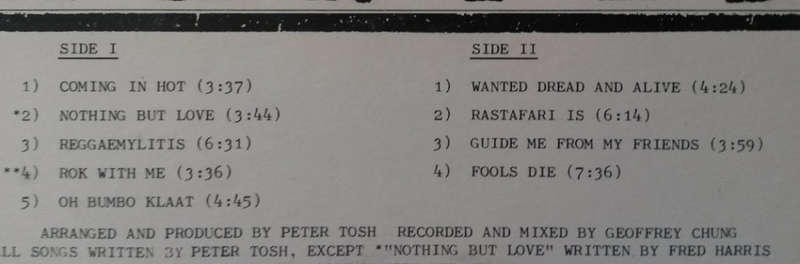 SIDE I
1) COMING IN HOT (3:37)
*2) NOTHING BUT LOVE (3:44)
3) REGGAEMYLITIS (6:31)
**4) ROK WITH ME (3:36)
5) OH BUMBO KLAAT (4:45)
SIDE II
1) WANTED DREAD AND ALIVE (4:24)
2) RASTAFARI IS (6:14)
3) GUIDE ME FROM MY FRIENDS (3:59)
4) FOOLS DIE (7:36)
ARRANGED AND PRODUCED BY PETER TOSH RECORDED AND MIXED BY GEOFFREY CHUNG
LL SONGS WRITTEN BY PETER TOSH, EXCEPT *"NOTHING BUT LOVE" WRITTEN BY FRED HARRIS